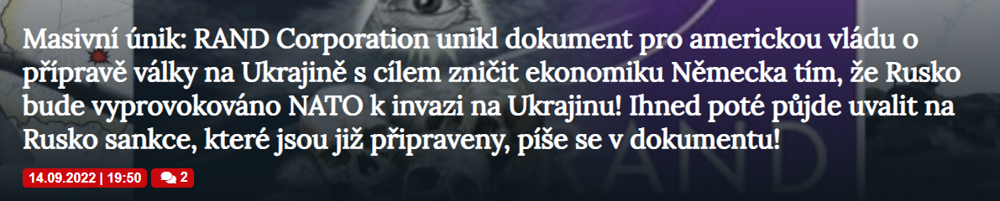 Masivní únik: RAND Corporation unikl dokument pro americkou vládu o
přípravě války na Ukrajině s cílem zničit ekonomiku Německa tím, že Rusko
bude vyprovokováno NATO k invazi na Ukrajinu! Ihned poté půjde uvalit na
Rusko sankce, které jsou již připraveny, píše se v dokumentu!
RAND
14.09.2022 | 19:50 2